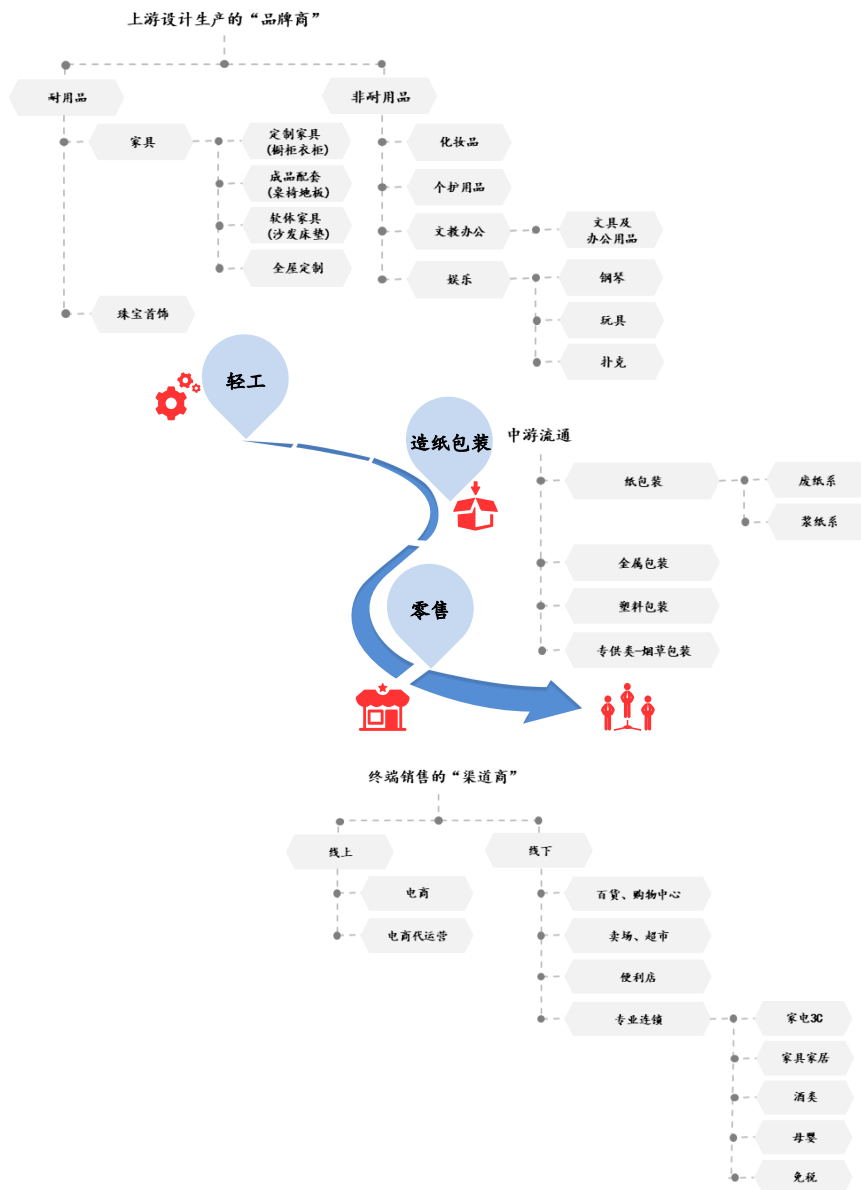 上游设计生产的“品牌商”
耐用品
非耐用品
家具
定制家具
(橱柜衣柜)
成品配套
(桌椅地板)
软体家具
(沙发床垫)
全屋定制
珠宝首饰
化妆品
个护用品
文教办公
文具及
办公用品
娱乐
钢琴
玩具
扑克
轻工
造纸包装
中游流通
纸包装
废纸系
浆纸系
金属包装
塑料包装
专供类-烟草包装
零售
终端销售的“渠道商”
线上
线下
电商
电商代运营
百货、购物中心
卖场、超市
便利店
专业连锁
家电3C
家具家居
酒类
母婴
免税